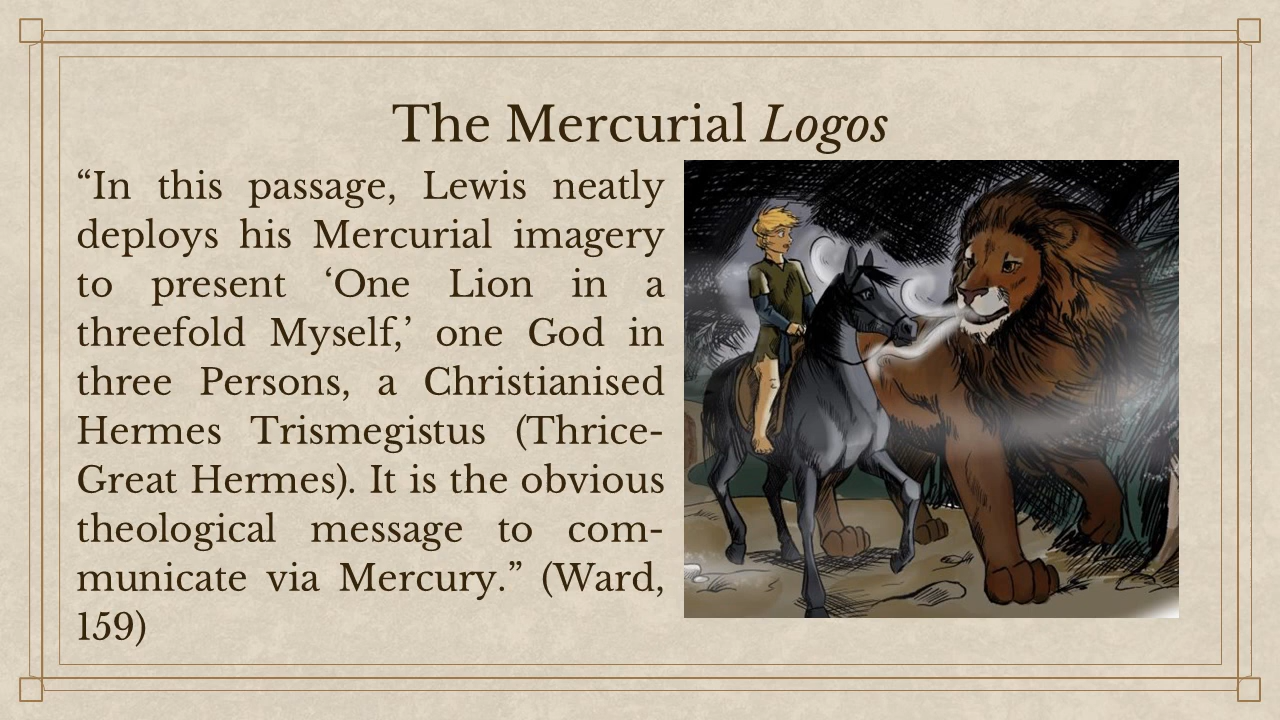 The Mercurial Logos
“In this passage, Lewis neatly
deploys his Mercurial imagery
to present ‘One Lion in a
threefold Myself,’ one God in
three Persons, a Christianised
Hermes Trismegistus (Thrice-
Great Hermes). It is the obvious
theological message to com-
municate via Mercury.” (Ward,
159)